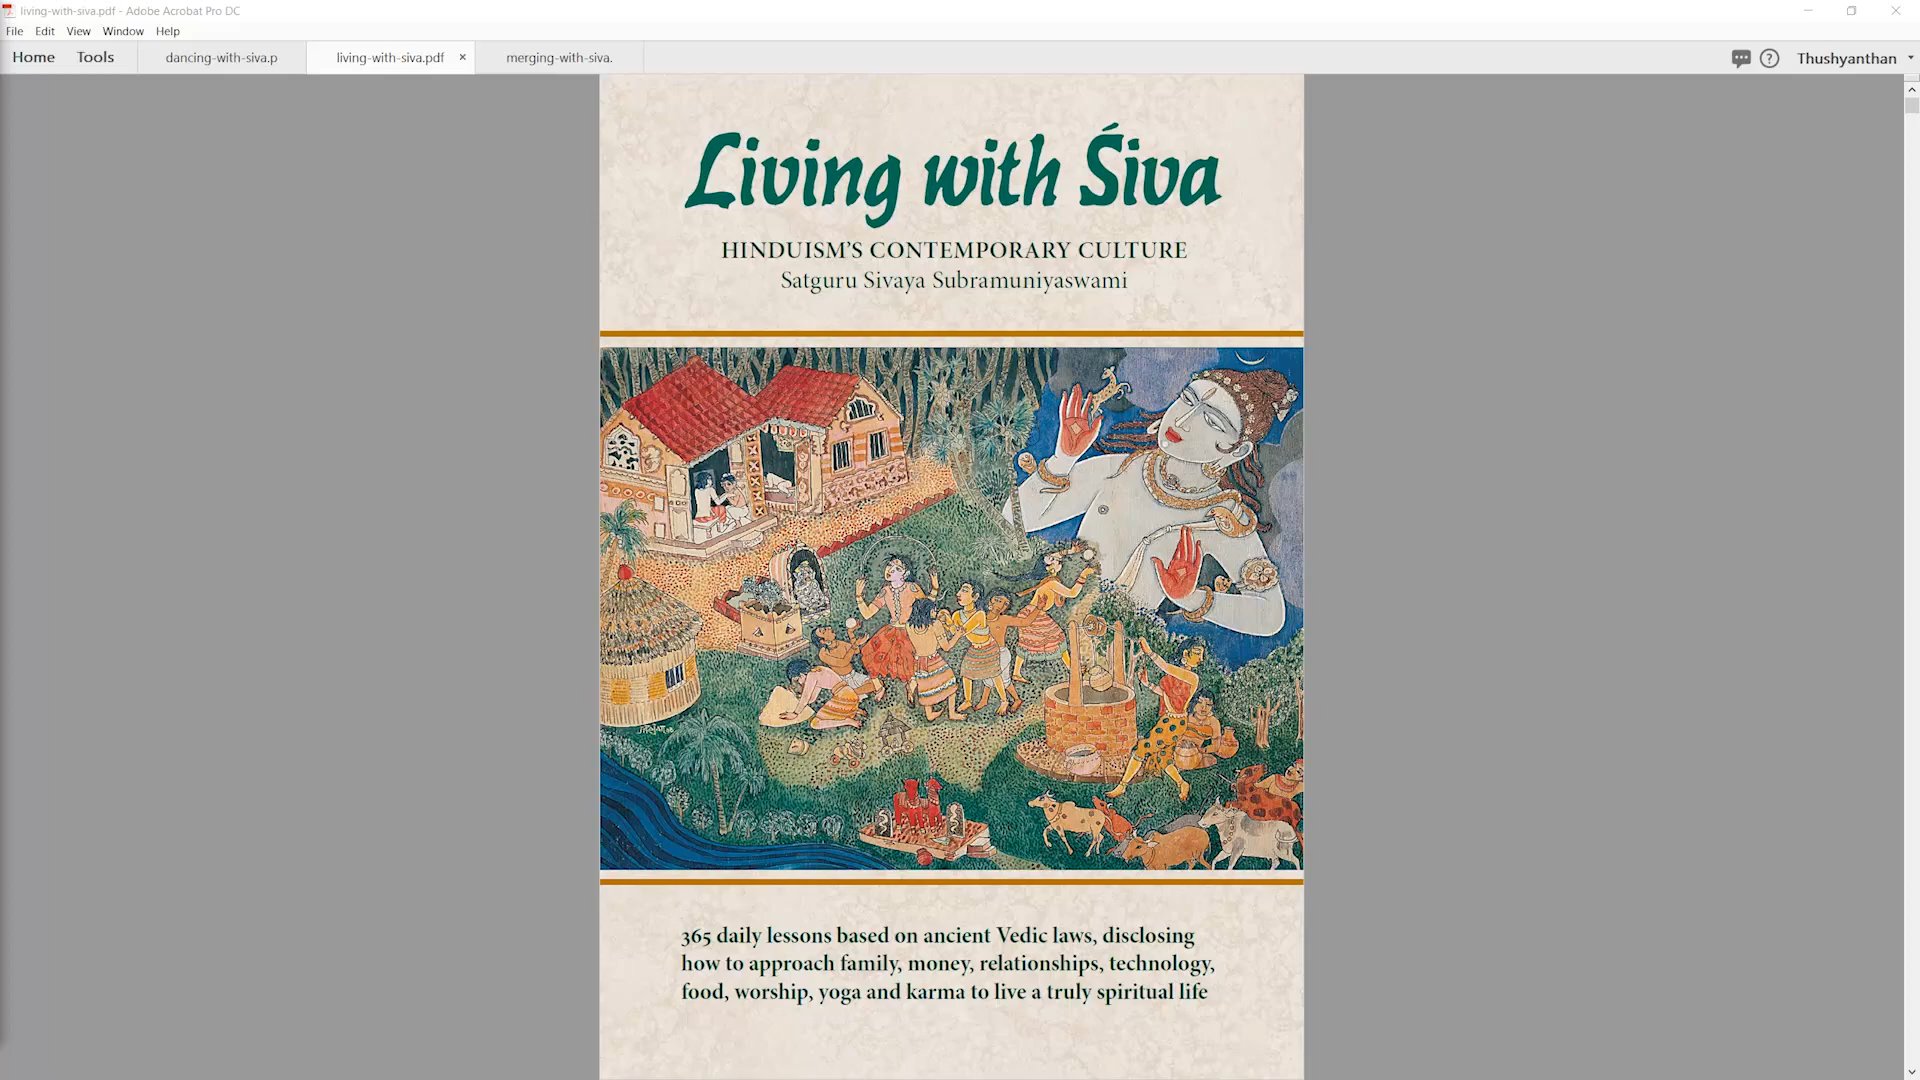 living-with-siva.pdf - Adobe Acrobat Pro DC
File Edit View Window Help
Home Tools dancing-with-siva.p living-with-siva.pdf × merging-with-siva. ? Thushyanthan
Living with Śiva
HINDUISM'S CONTEMPORARY CULTURE
Satguru Sivaya Subramuniyaswami
365 daily lessons based on ancient Vedic laws, disclosing
how to approach family, money, relationships, technology,
food, worship, yoga and karma to live a truly spiritual life